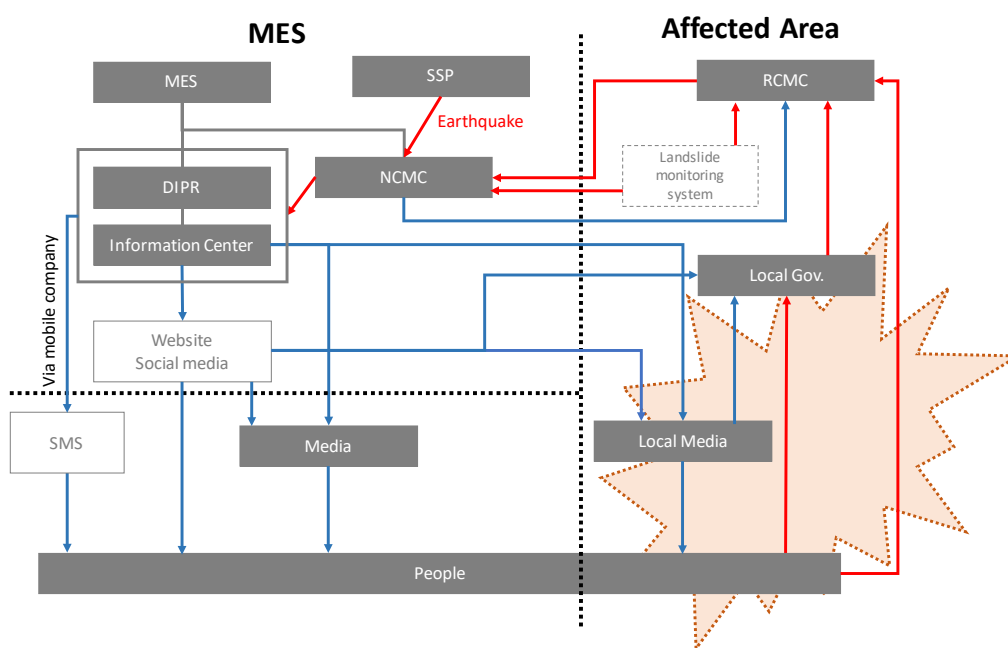 MES
Affected Area
MES
SSP
RCMC
Earthquake
Landslide
monitoring
system
NCMC
DIPR
Information Center
Local Gov.
Via mobile company
Website
Social media
SMS
Media
Local Media
People